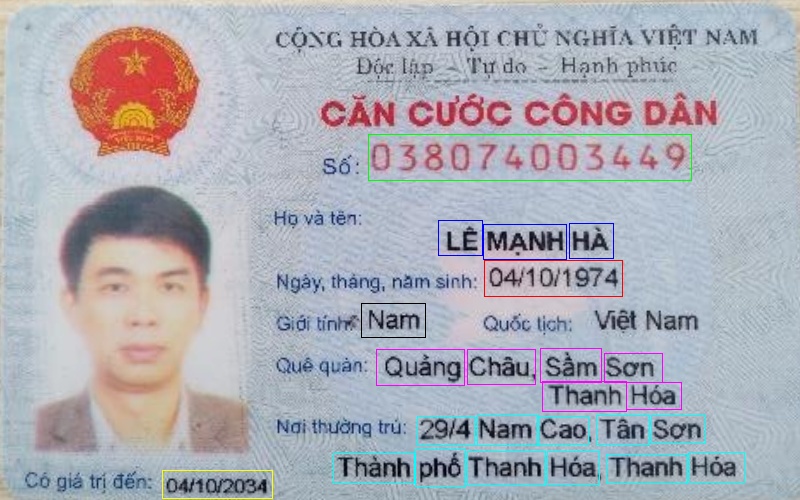 CỘNG HÒA XÃ HỘI CHỦ NGHĨA VIỆT NAM
Độc lập - Tự do - Hạnh phúc
CĂN CƯỚC CÔNG DÂN
Số: 038074003449
Họ và tên:
LÊ MẠNH HÀ
Ngày, tháng, năm sinh: 04/10/1974
Giới tính: Nam Quốc tịch: Việt Nam
Quê quán: Quảng Châu, Sầm Sơn
Thanh Hóa
Nơi thường trú: 29/4 Nam Cao, Tân Sơn
Thành phố Thanh Hóa, Thanh Hóa
Có giá trị đến: 04/10/2034